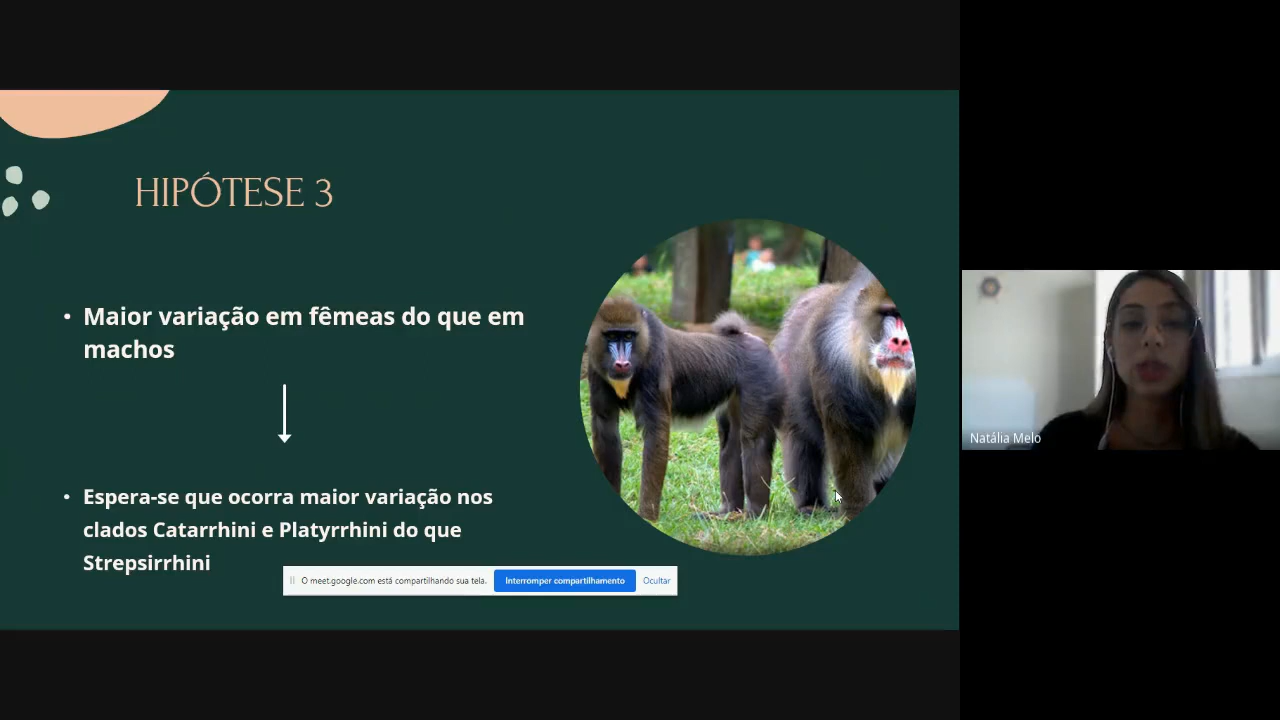 HIPÓTESE 3
• Maior variação em fêmeas do que em
machos
• Espera-se que ocorra maior variação nos
clados Catarrhini e Platyrrhini do que
Strepsirrhini
O meet.google.com está compartilhando sua tela. Interromper compartilhamento Ocultar
Natália Melo